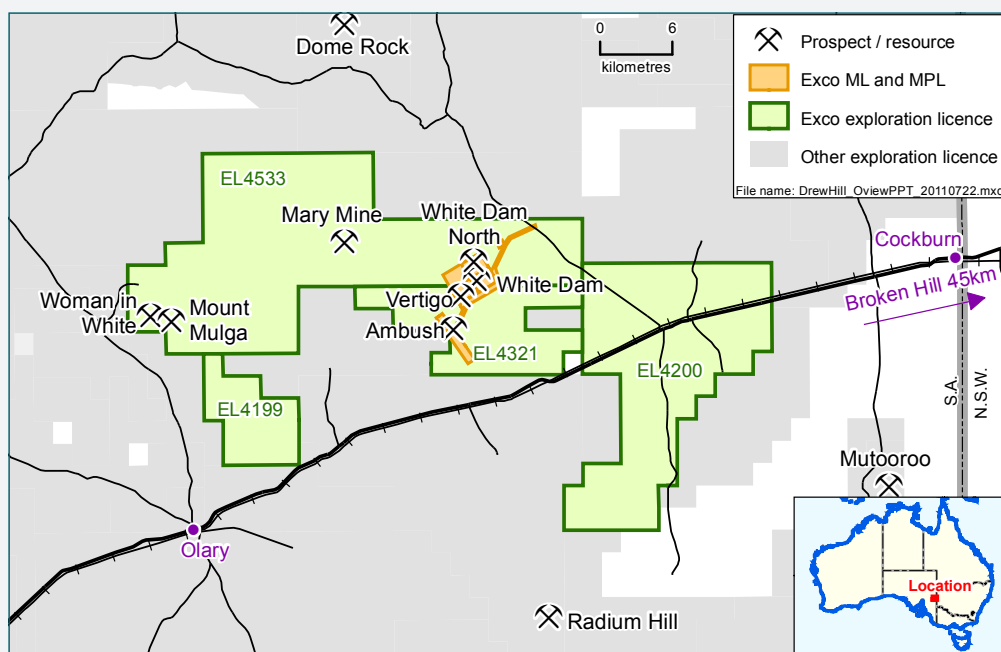 Dome Rock
0 6
kilometres
Prospect / resource
Exco ML and MPL
Exco exploration licence
Other exploration licence
File name: DrewHill_OviewPPT_20110722.mxd
EL4533
Mary Mine
White Dam
North
White Dam
Vertigo
Ambush
Woman in
White
Mount
Mulga
EL4321
EL4200
EL4199
Cockburn
Broken Hill 45km
S.A.
N.S.W.
Mutooroo
Olary
Radium Hill
Location